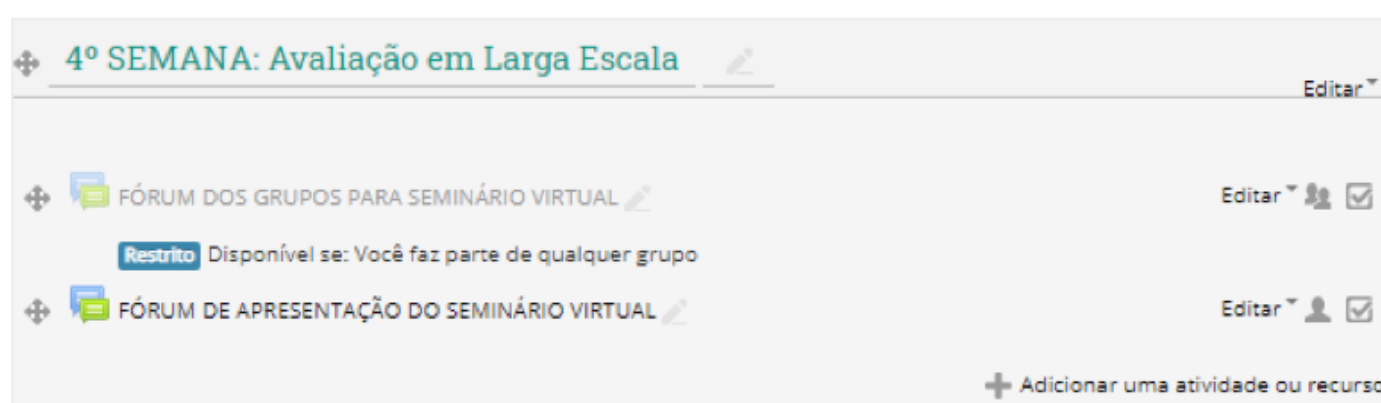 4º SEMANA: Avaliação em Larga Escala
Editar
FÓRUM DOS GRUPOS PARA SEMINÁRIO VIRTUAL
Editar
Restrito Disponível se: Você faz parte de qualquer grupo
FÓRUM DE APRESENTAÇÃO DO SEMINÁRIO VIRTUAL
Editar
Adicionar uma atividade ou recurso